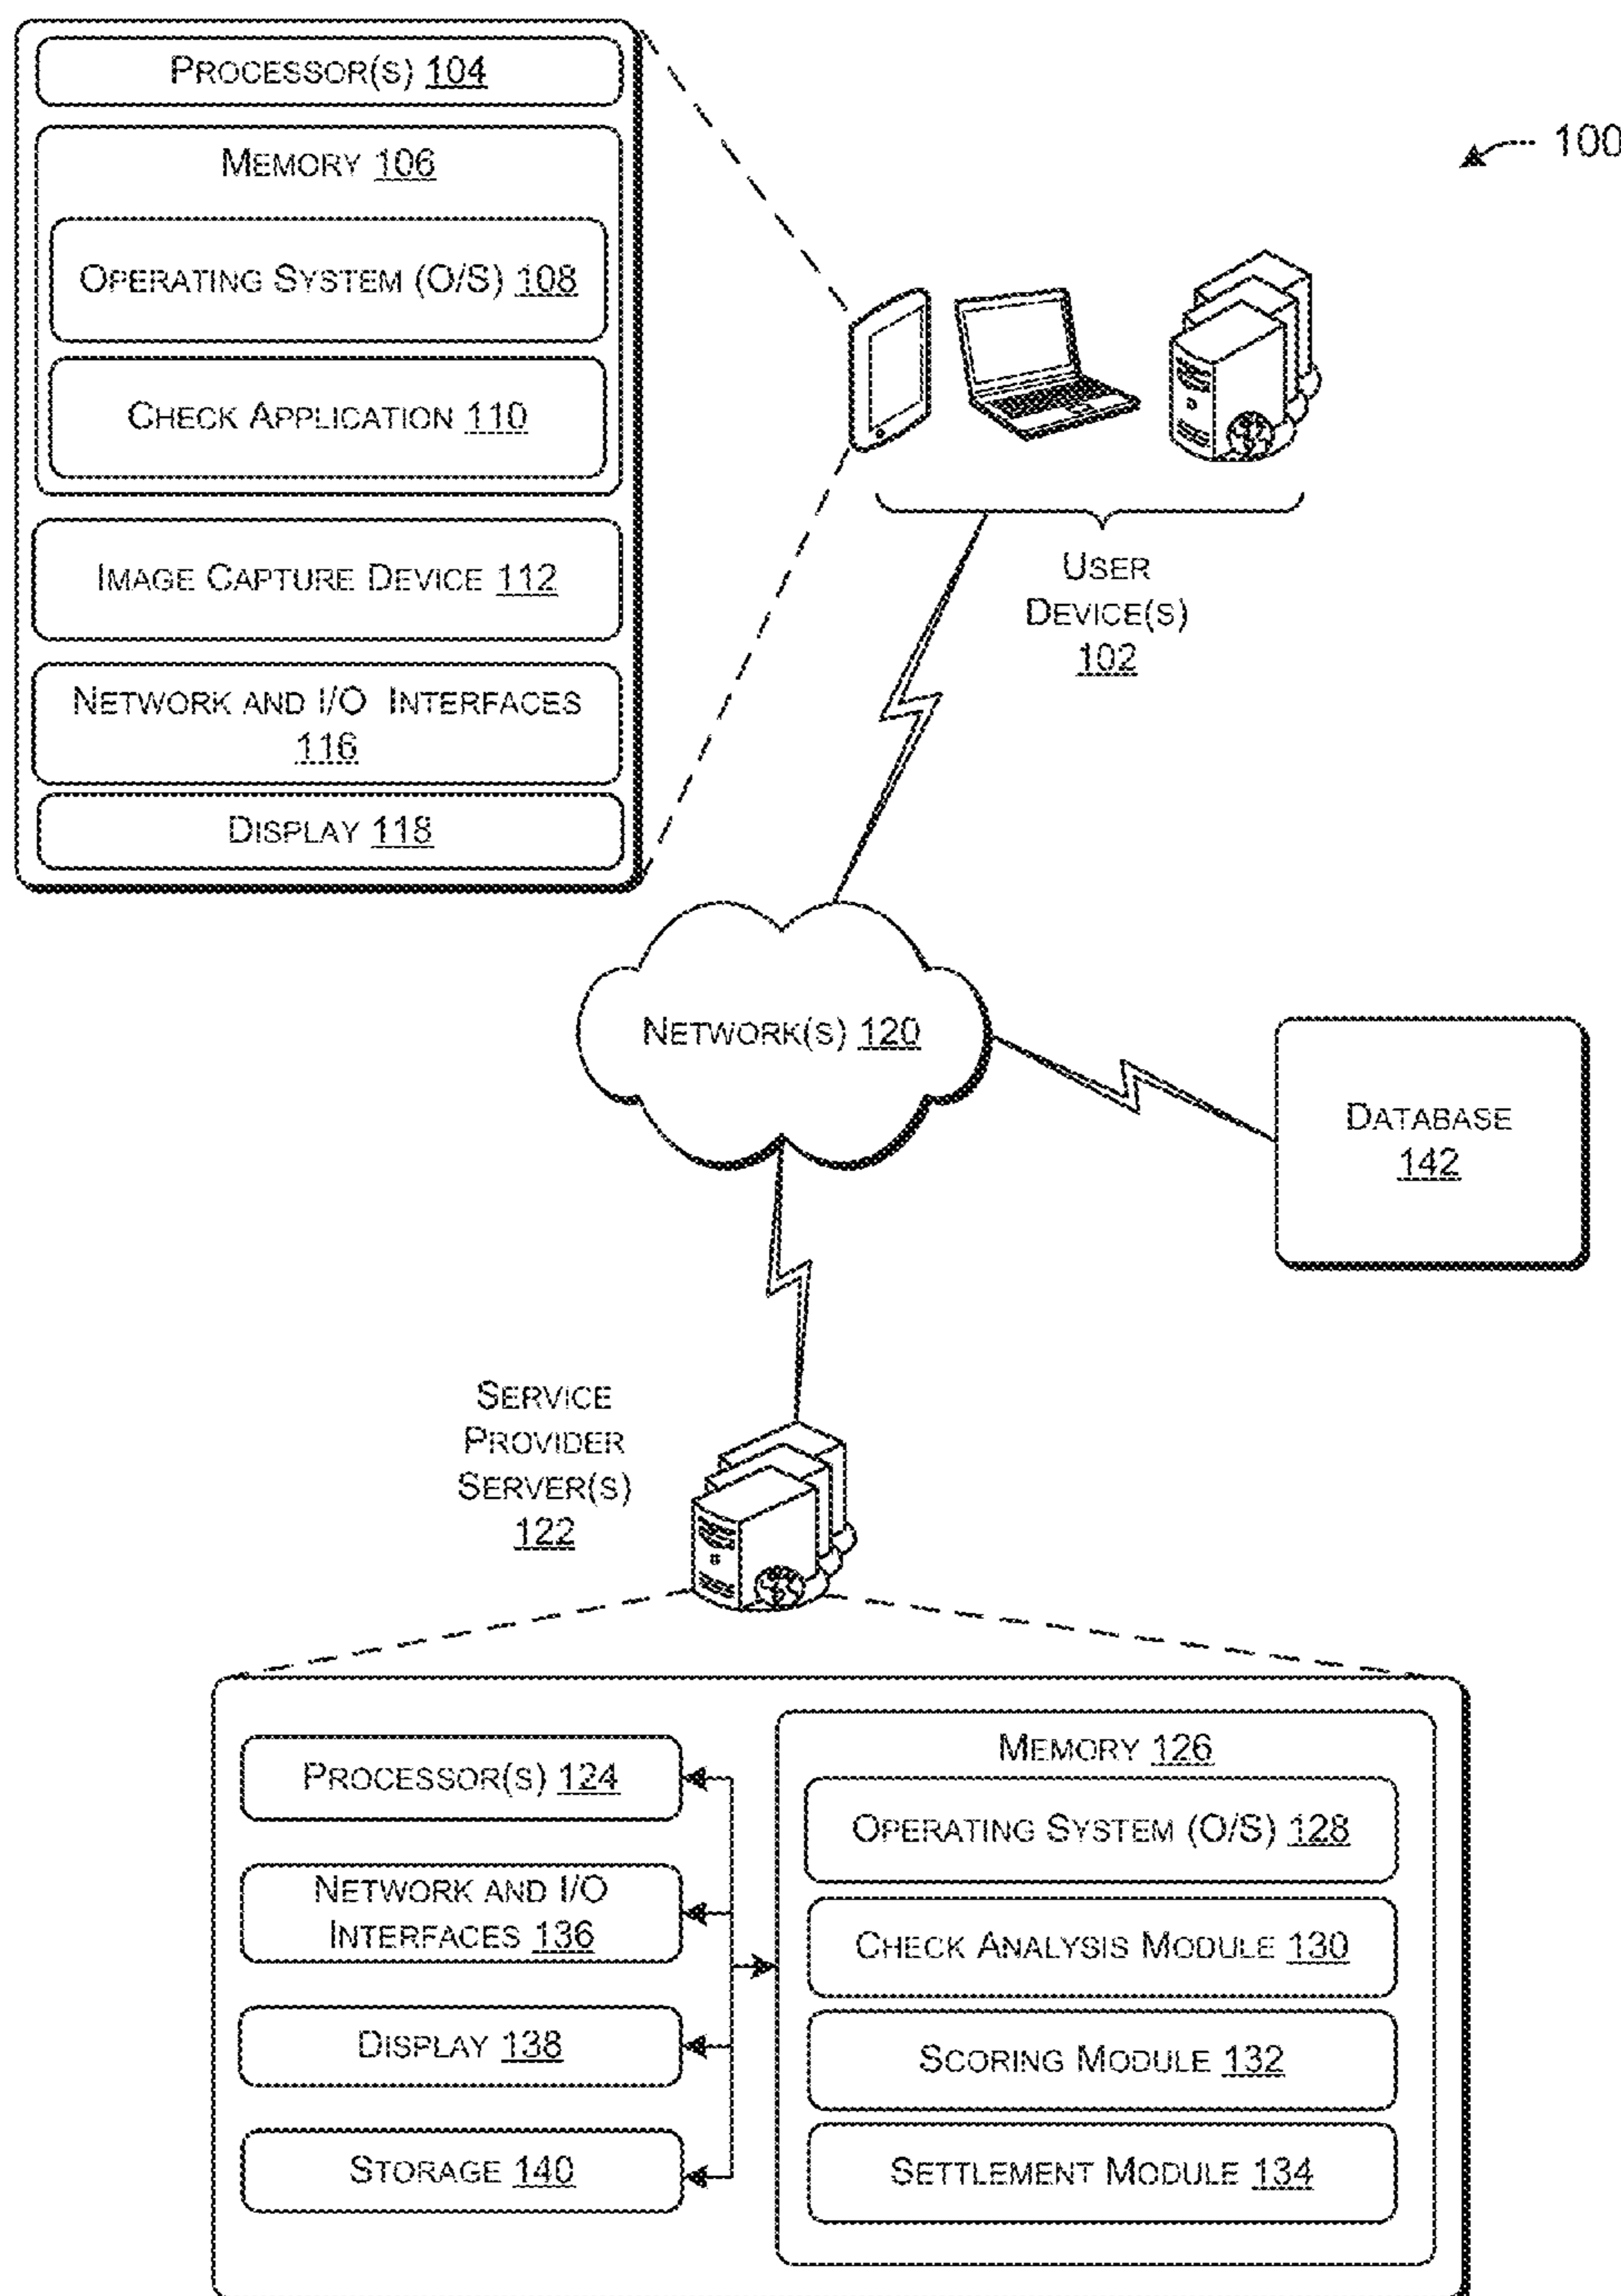 PROCESSOR(S) 104
MEMORY 106
OPERATING SYSTEM (O/S) 108
CHECK APPLICATION 110
IMAGE CAPTURE DEVICE 112
NETWORK AND I/O INTERFACES
116
DISPLAY 118
100
USER
DEVICE(S)
102
NETWORK(S) 120
DATABASE
142
SERVICE
PROVIDER
SERVER(S)
122
PROCESSOR(S) 124
NETWORK AND I/O
INTERFACES 136
DISPLAY 138
STORAGE 140
MEMORY 126
OPERATING SYSTEM (O/S) 128
CHECK ANALYSIS MODULE 130
SCORING MODULE 132
SETTLEMENT MODULE 134